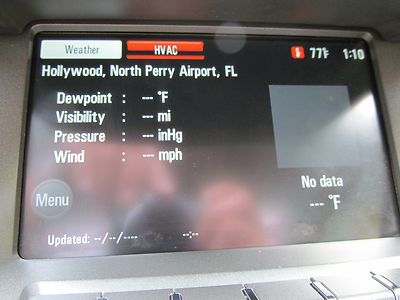 Weather HVAC 77°F 1:10
Hollywood, North Perry Airport, FL
Dewpoint : --- °F
Visibility : --- mi
Pressure : --- inHg
Wind : --- mph
No data
Menu --- °F
Updated: --/--/---- --:--